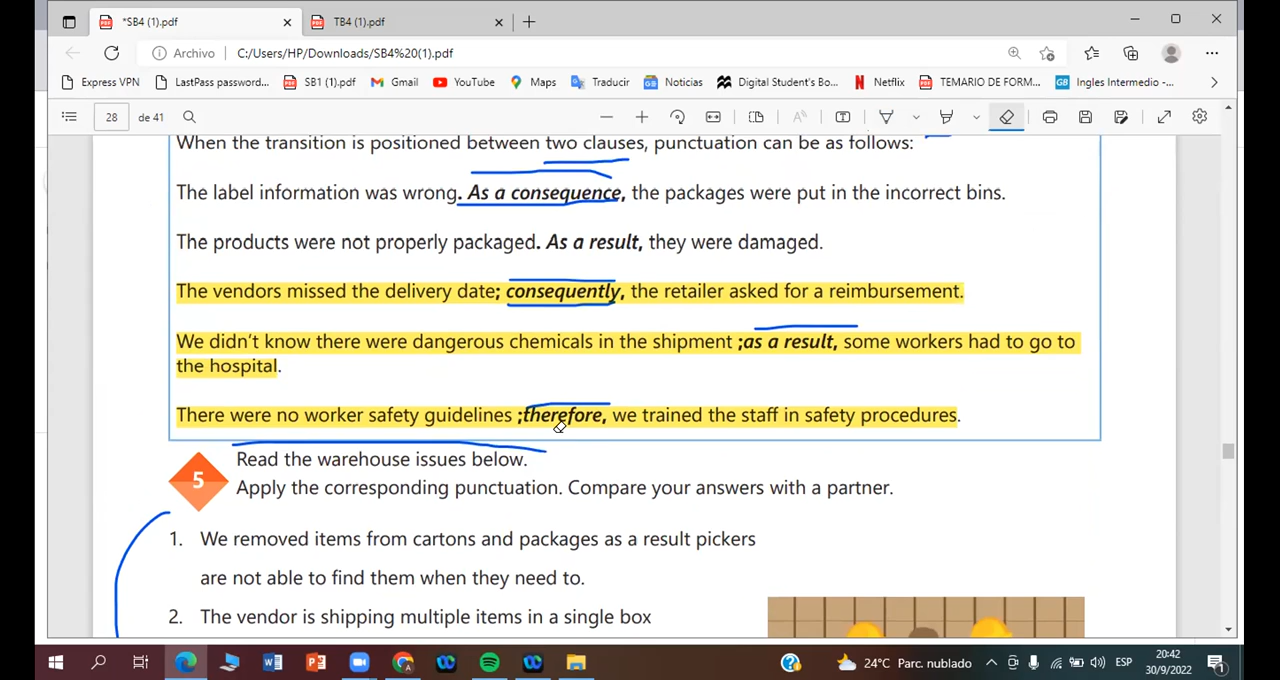 *SB4 (1).pdf
TB4 (1).pdf
Archivo
C:/Users/HP/Downloads/SB4%20(1).pdf
Express VPN
LastPass password...
SB1 (1).pdf
Gmail
YouTube
Maps
Traducir
Noticias
Digital Student's Bo...
Netflix
TEMARIO DE FORM...
Ingles Intermedio -...
28
de 41
When the transition is positioned between two clauses, punctuation can be as follows:
The label information was wrong. As a consequence, the packages were put in the incorrect bins.
The products were not properly packaged. As a result, they were damaged.
The vendors missed the delivery date; consequently, the retailer asked for a reimbursement.
We didn't know there were dangerous chemicals in the shipment ;as a result, some workers had to go to
the hospital.
There were no worker safety guidelines ;therefore, we trained the staff in safety procedures.
5
Read the warehouse issues below.
Apply the corresponding punctuation. Compare your answers with a partner.
1. We removed items from cartons and packages as a result pickers
are not able to find them when they need to.
2. The vendor is shipping multiple items in a single box
24°C Parc. nublado
ESP
20:42
30/9/2022